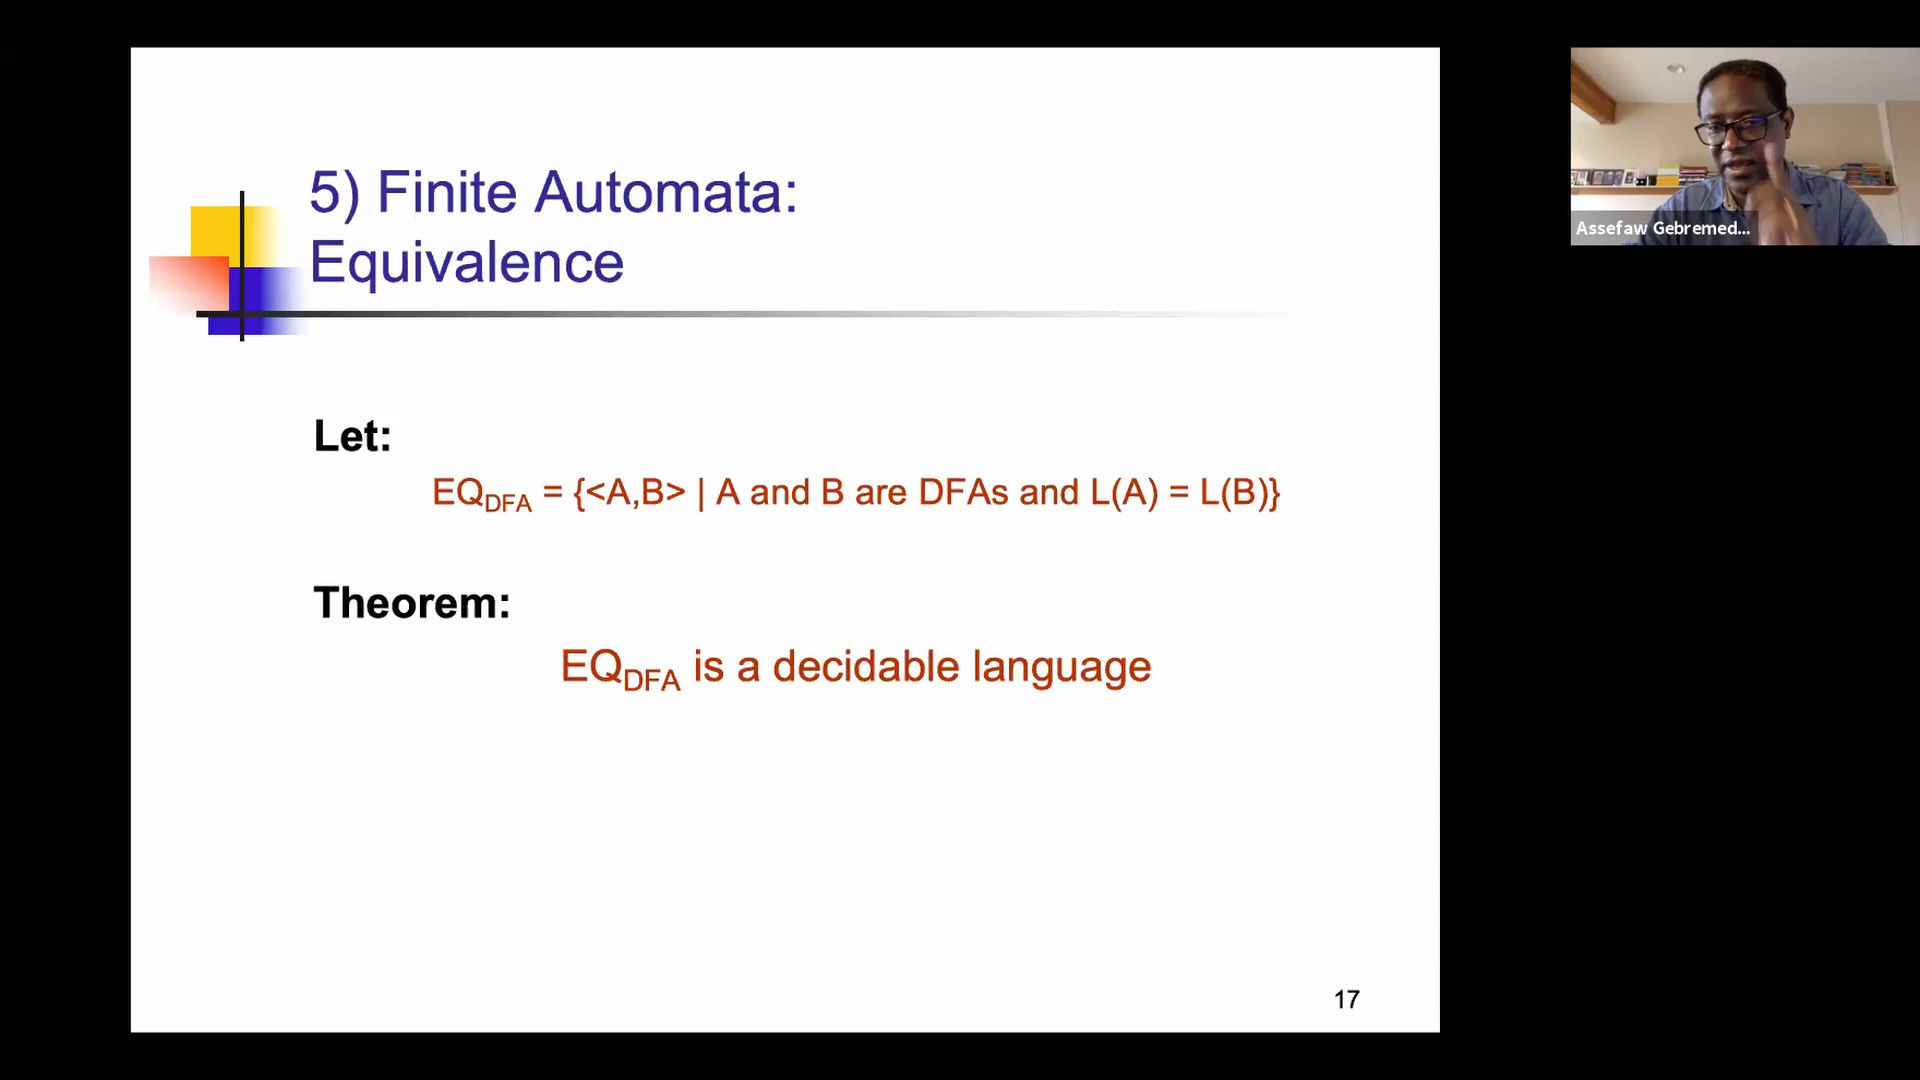 5) Finite Automata:
Equivalence
Let:
EQDFA = {<A,B> | A and B are DFAs and L(A) = L(B)}
Theorem:
EQDFA is a decidable language
17
Assefaw Gebremed...